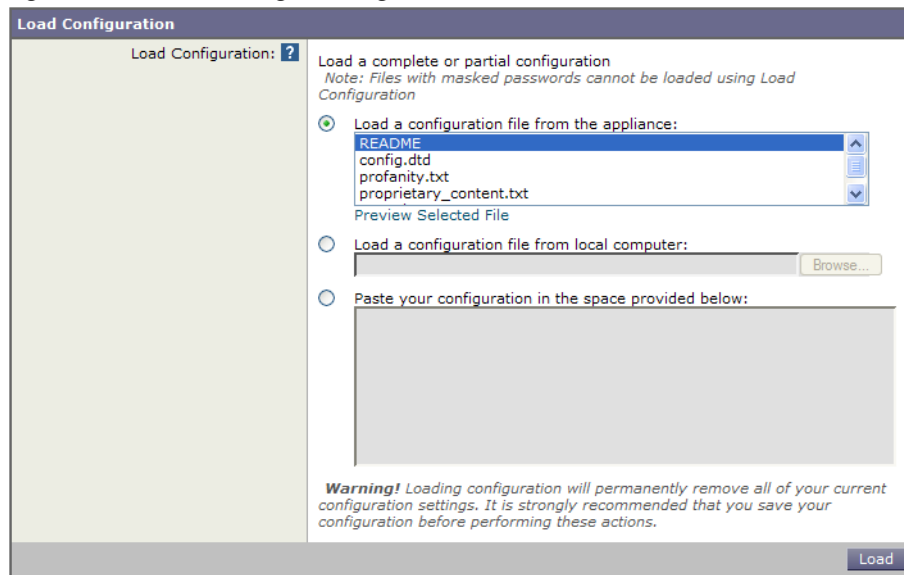 Load Configuration
Load Configuration: ?
Load a complete or partial configuration
Note: Files with masked passwords cannot be loaded using Load
Configuration
Load a configuration file from the appliance:
README
config.dtd
profanity.txt
proprietary_content.txt
Preview Selected File
Load a configuration file from local computer:
Browse...
Paste your configuration in the space provided below:
Warning! Loading configuration will permanently remove all of your current
configuration settings. It is strongly recommended that you save your
configuration before performing these actions.
Load